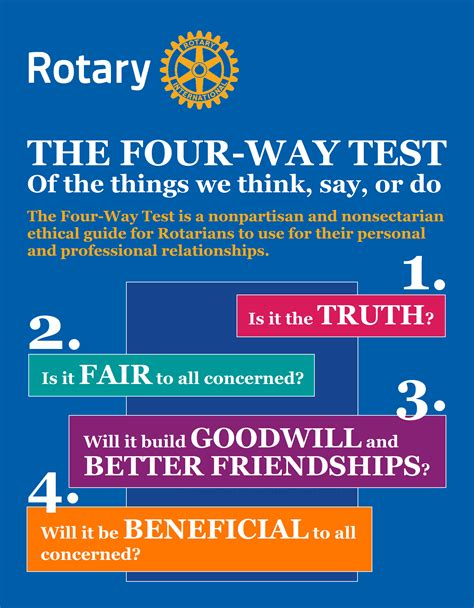 Rotary
ROTARY
INTERNATIONAL
THE FOUR-WAY TEST
Of the things we think, say, or do
The Four-Way Test is a nonpartisan and nonsectarian
ethical guide for Rotarians to use for their personal
and professional relationships.
1.
Is it the TRUTH?
2.
Is it FAIR to all concerned?
3.
Will it build GOODWILL and
BETTER FRIENDSHIPS?
4.
Will it be BENEFICIAL to all
concerned?